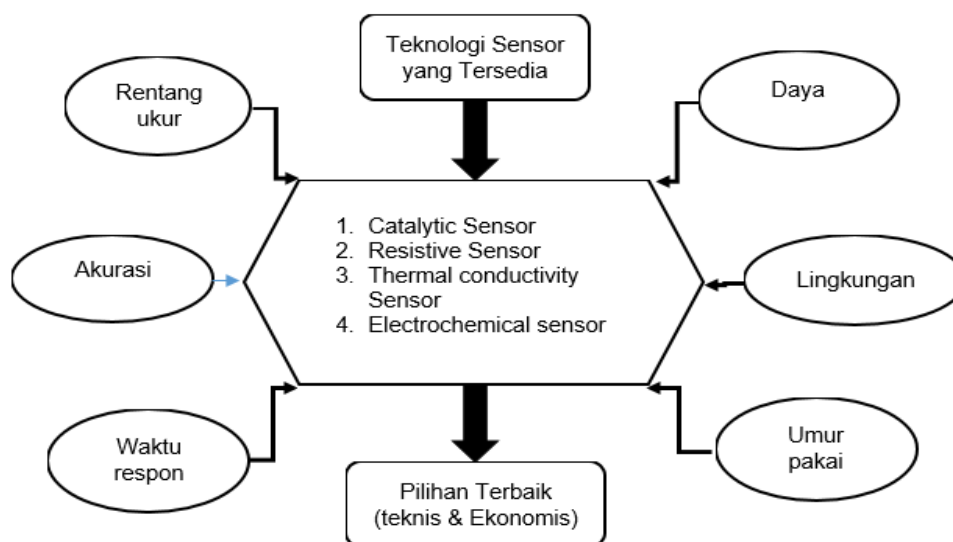 Teknologi Sensor
yang Tersedia
Rentang
ukur
Daya
1. Catalytic Sensor
2. Resistive Sensor
3. Thermal conductivity
Sensor
4. Electrochemical sensor
Akurasi
Lingkungan
Waktu
respon
Umur
pakai
Pilihan Terbaik
(teknis & Ekonomis)